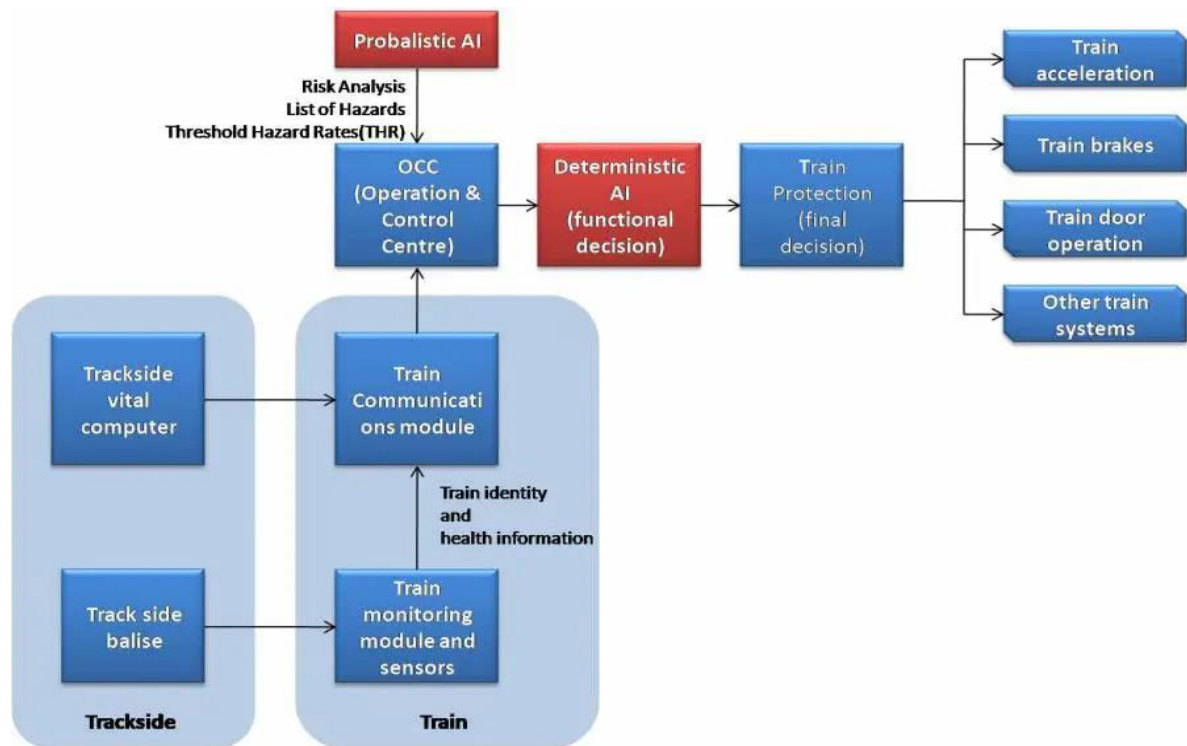 Probalistic AI
Risk Analysis
List of Hazards
Threshold Hazard Rates(THR)
OCC
(Operation &
Control
Centre)
Deterministic
AI
(functional
decision)
Train
Protection
(final
decision)
Train
acceleration
Train brakes
Train door
operation
Other train
systems
Trackside
vital
computer
Train
Communicati
ons module
Train identity
and
health information
Track side
balise
Train
monitoring
module and
sensors
Trackside
Train